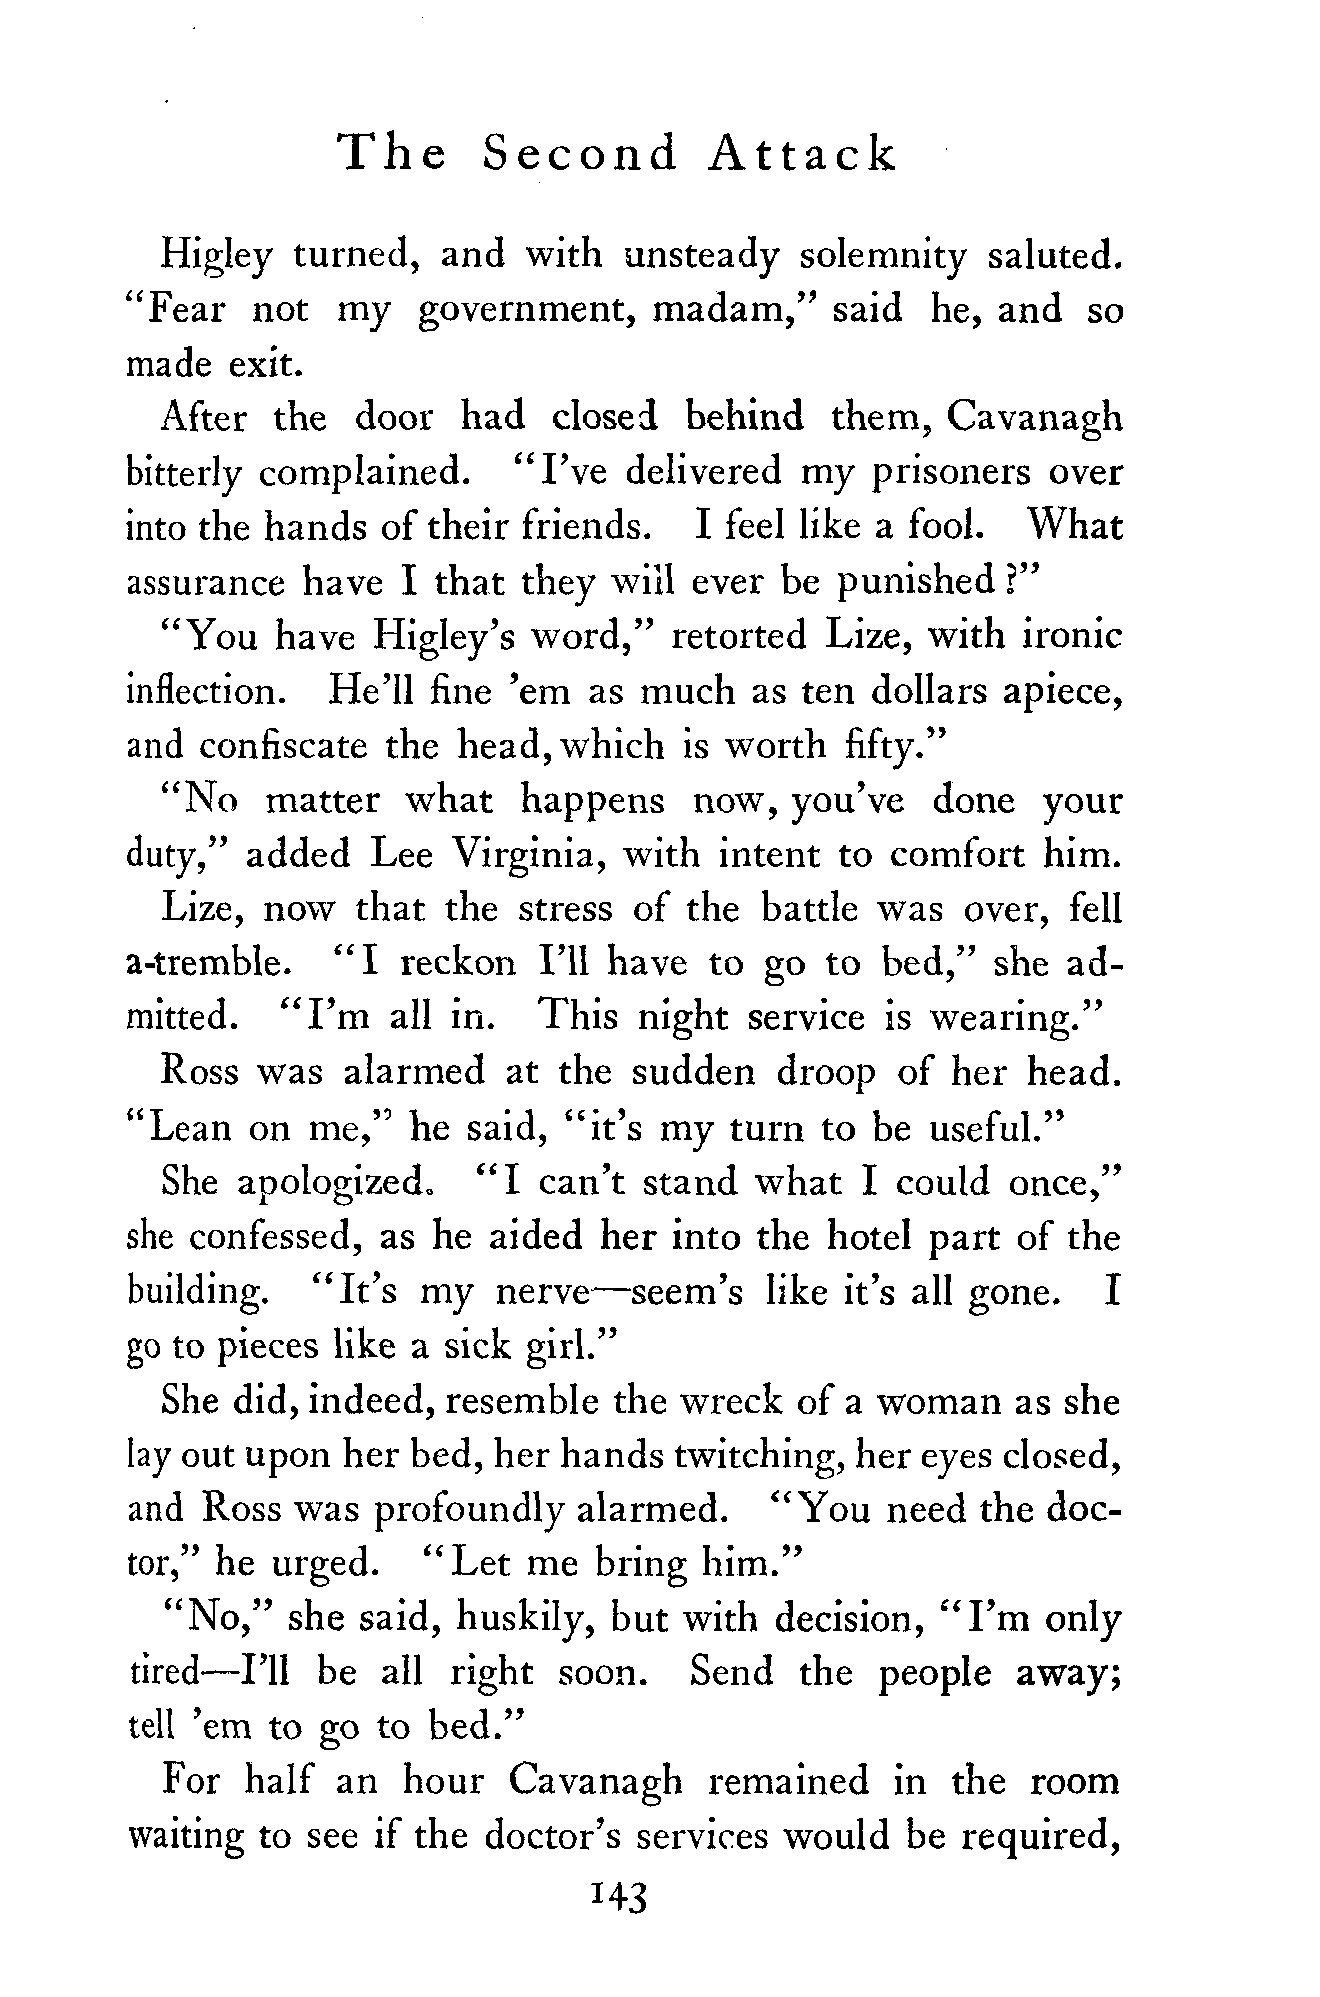 The Second Attack
Higley turned, and with unsteady solemnity saluted.
“Fear not my government, madam,” said he, and so
made exit.
After the door had closed behind them, Cavanagh
bitterly complained. “I’ve delivered my prisoners over
into the hands of their friends. I feel like a fool. What
assurance have I that they will ever be punished?”
“You have Higley’s word,” retorted Lize, with ironic
inflection. He’ll fine ’em as much as ten dollars apiece,
and confiscate the head, which is worth fifty.”
“No matter what happens now, you’ve done your
duty,” added Lee Virginia, with intent to comfort him.
Lize, now that the stress of the battle was over, fell
a-tremble. “I reckon I’ll have to go to bed,” she ad-
mitted. “I’m all in. This night service is wearing.”
Ross was alarmed at the sudden droop of her head.
“Lean on me,” he said, “it’s my turn to be useful.”
She apologized. “I can’t stand what I could once,”
she confessed, as he aided her into the hotel part of the
building. “It’s my nerve—seem’s like it’s all gone. I
go to pieces like a sick girl.”
She did, indeed, resemble the wreck of a woman as she
lay out upon her bed, her hands twitching, her eyes closed,
and Ross was profoundly alarmed. “You need the doc-
tor,” he urged. “Let me bring him.”
“No,” she said, huskily, but with decision, “I’m only
tired—I’ll be all right soon. Send the people away;
tell ’em to go to bed.”
For half an hour Cavanagh remained in the room
waiting to see if the doctor’s services would be required,
143